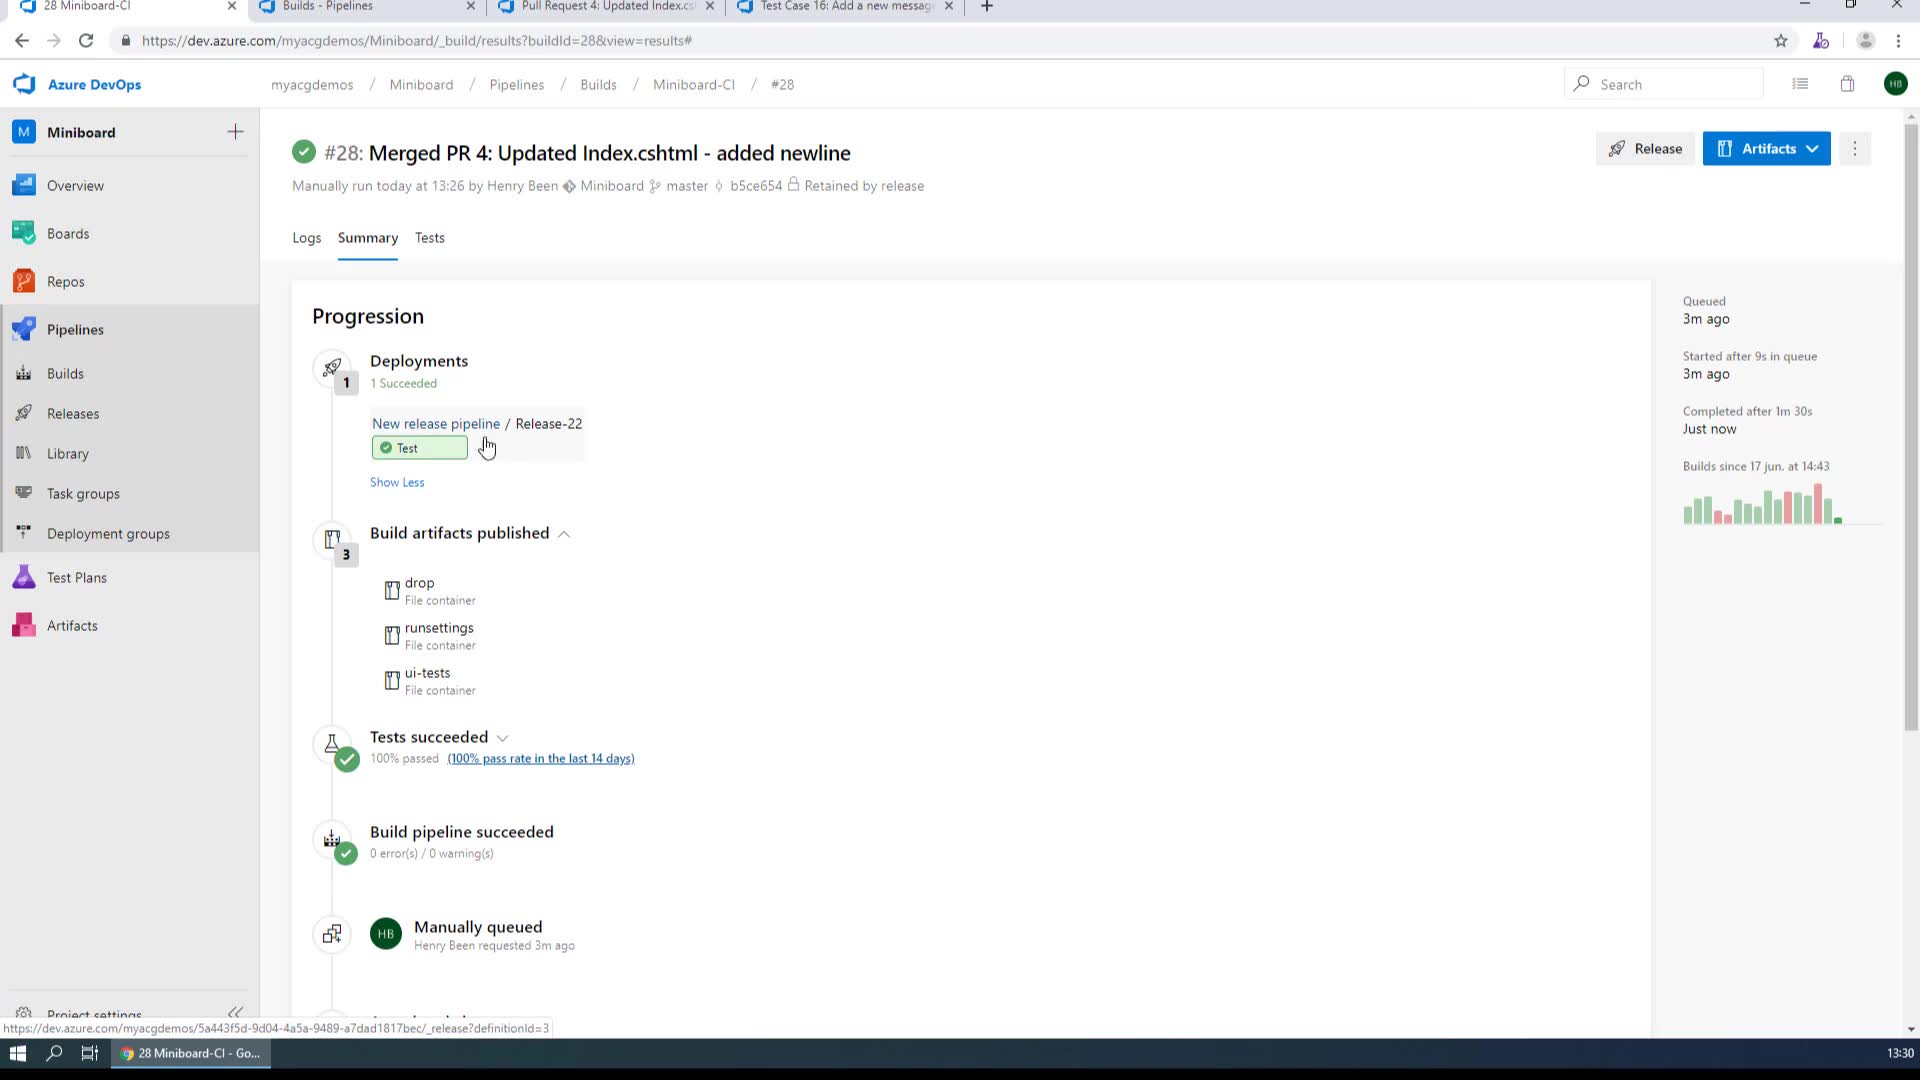 28 Miniboard-CI
Builds - Pipelines
Pull Request 4: Updated Index.cs
Test Case 16: Add a new messag
https://dev.azure.com/myacgdemos/Miniboard/_build/results?buildId=28&view=results#
Azure DevOps
myacgdemos / Miniboard / Pipelines / Builds / Miniboard-CI / #28
Search
HB
M Miniboard
Overview
Boards
Repos
Pipelines
Builds
Releases
Library
Task groups
Deployment groups
Test Plans
Artifacts
Project settings
#28: Merged PR 4: Updated Index.cshtml - added newline
Manually run today at 13:26 by Henry Been Miniboard master b5ce654 Retained by release
Release
Artifacts
Logs Summary Tests
Progression
1
Deployments
1 Succeeded
New release pipeline / Release-22
Test
Show Less
3
Build artifacts published
drop
File container
runsettings
File container
ui-tests
File container
Tests succeeded
100% passed (100% pass rate in the last 14 days)
Build pipeline succeeded
0 error(s) / 0 warning(s)
HB
Manually queued
Henry Been requested 3m ago
Queued
3m ago
Started after 9s in queue
3m ago
Completed after 1m 30s
Just now
Builds since 17 jun. at 14:43
https://dev.azure.com/myacgdemos/5a443f5d-9d04-4a5a-9489-a7dad1817bec/_release?definitionId=3
28 Miniboard-CI - Go...
13:30